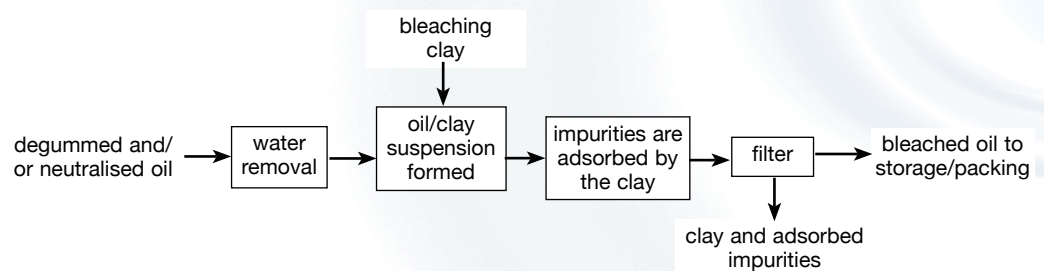 bleaching
clay
degummed and/
or neutralised oil
water
removal
oil/clay
suspension
formed
impurities are
adsorbed by
the clay
filter
bleached oil to
storage/packing
clay and adsorbed
impurities